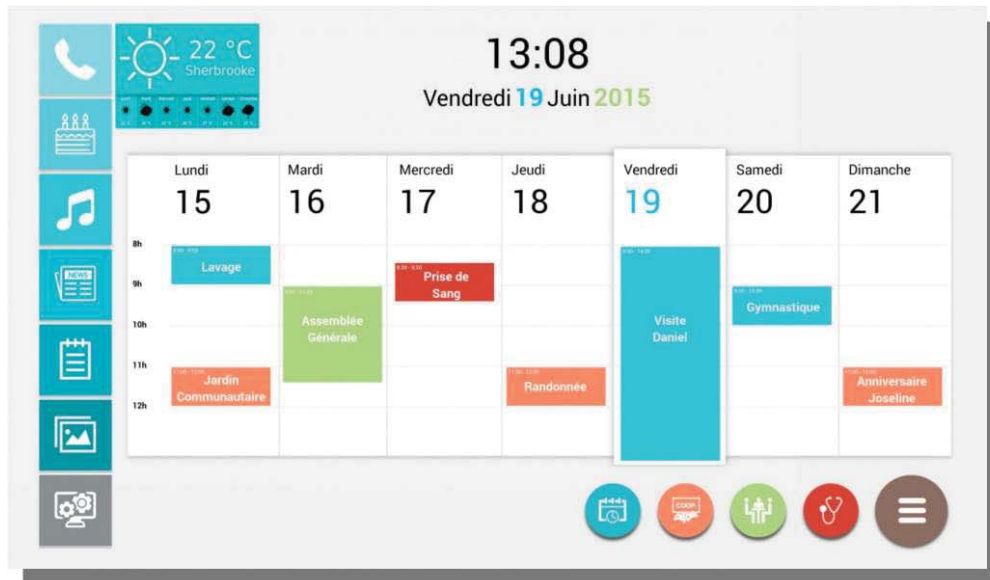 22 °C
Sherbrooke
13:08
Vendredi 19 Juin 2015
Lundi
Mardi
Mercredi
Jeudi
Vendredi
Samedi
Dimanche
15
16
17
18
19
20
21
8h
9h
10h
11h
12h
Lavage
Prise de
Sang
NEWS
Assemblée
Générale
Gymnastique
Visite
Daniel
Jardin
Communautaire
Randonnée
Anniversaire
Joseline
COOP